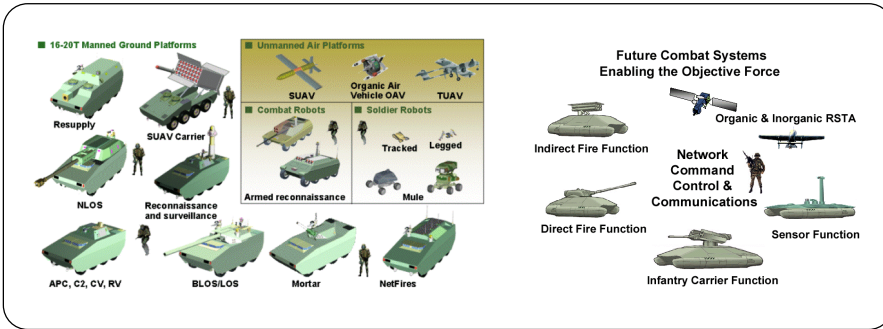 16-20T Manned Ground Platforms
Resupply
SUAV Carrier
NLOS
Reconnaissance
and surveillance
APC, C2, CV, RV
BLOS/LOS
Mortar
NetFires
Unmanned Air Platforms
SUAV
Organic Air
Vehicle OAV
TUAV
Combat Robots
Armed reconnaissance
Soldier Robots
Tracked
Legged
Mule
Future Combat Systems
Enabling the Objective Force
Organic & Inorganic RSTA
Indirect Fire Function
Network
Command
Control &
Communications
Direct Fire Function
Sensor Function
Infantry Carrier Function